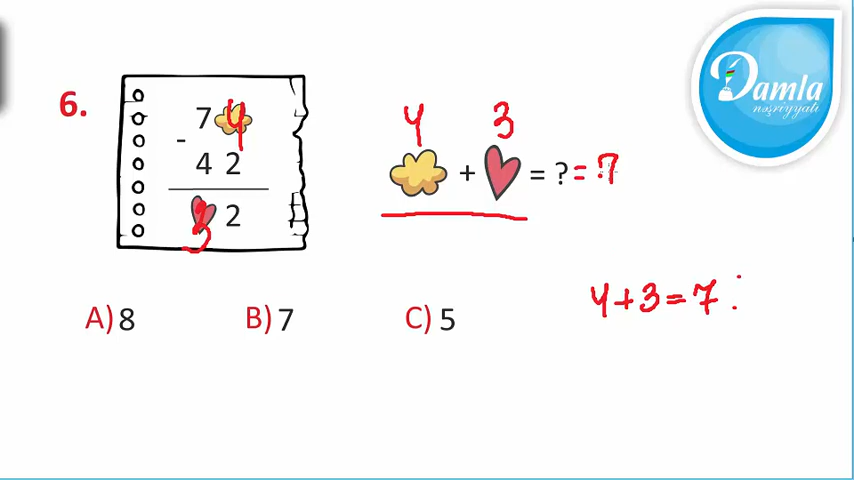 Damla
nəşriyyatı
6.
7 4
-
4 2
3 2
4 3
+ = ? = 7
4+3=7
A) 8 B) 7 C) 5